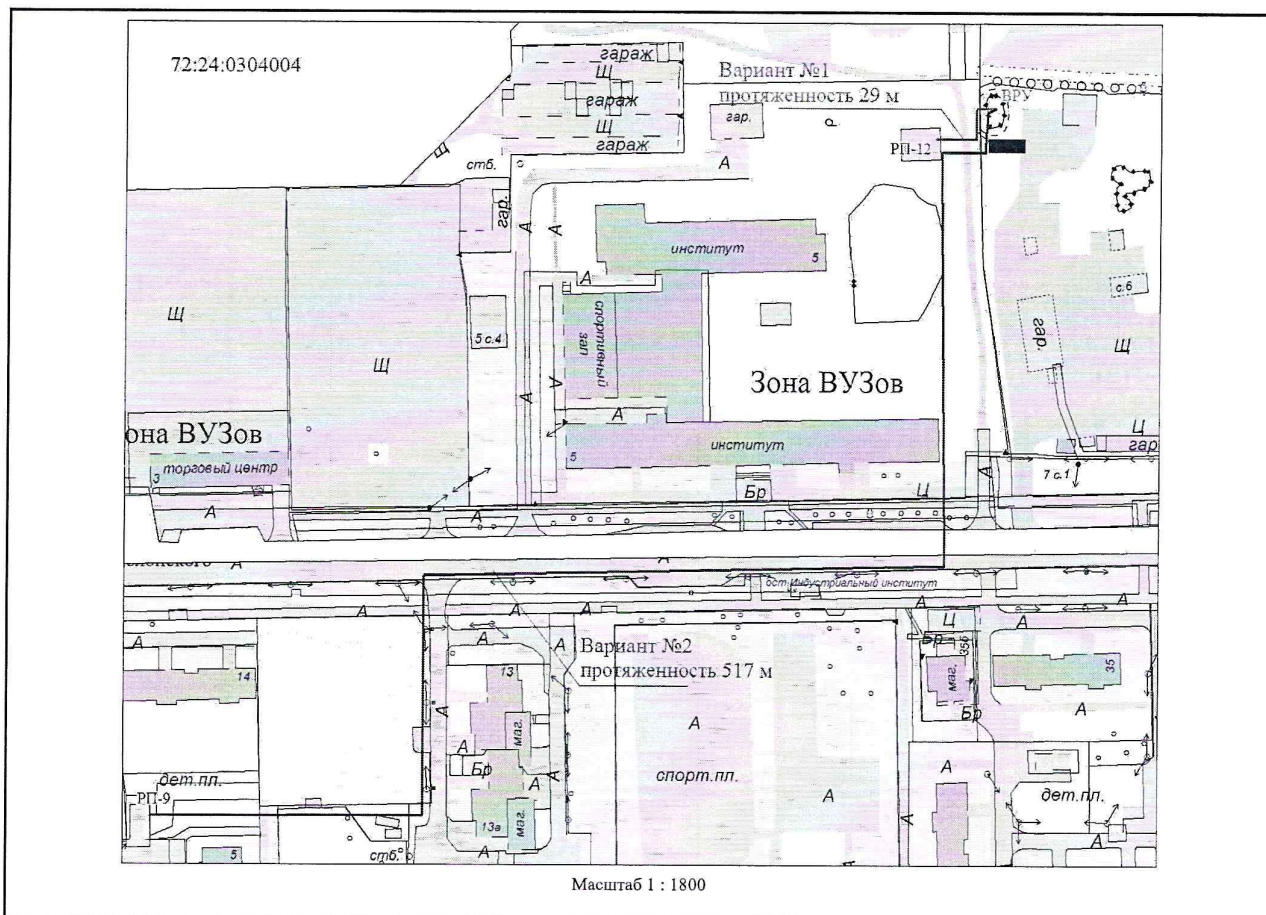 72:24:0304004
гараж
Щ
гараж
Щ
гараж
Вариант №1
протяженность 29 м
ВРУ
гар.
РП-12
А
Щ
стб.
гар.
А
А
институт
5
А
с.6
гар.
Щ
Щ
Щ
5 с.4
спортивный
зал
А
А
Зона ВУЗов
А
она ВУЗов
институт
5
Ц
гар
торговый центр
3
7 с.1
А
Бр
Ц
А
А
А
ост. Индустриальный институт
А
А
А
А
А
А
Вариант №2
протяженность 517 м
Ц
Бр
35б
маг.
35
14
13
маг.
А
А
А
А
Бр
А
А
Бр
А
дет.пл.
РП-9
спорт.пл.
А
А
дет.пл.
13а
маг.
А
А
5
стб.
А
Масштаб 1 : 1800